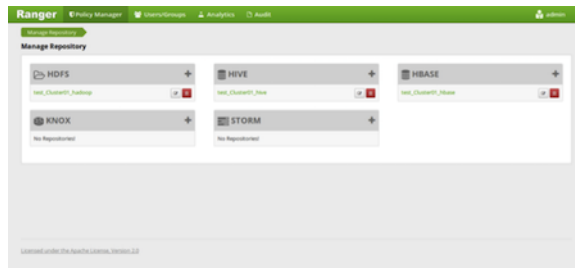 Ranger Policy Manager Users/Groups Analytics Audit admin
Manage Repository
Manage Repository
HDFS + HIVE + HBASE +
test_Cluster01_hadoop test_Cluster01_hive test_Cluster01_hbase
KNOX + STORM +
No Repositories! No Repositories!
Licensed under the Apache License, Version 2.0